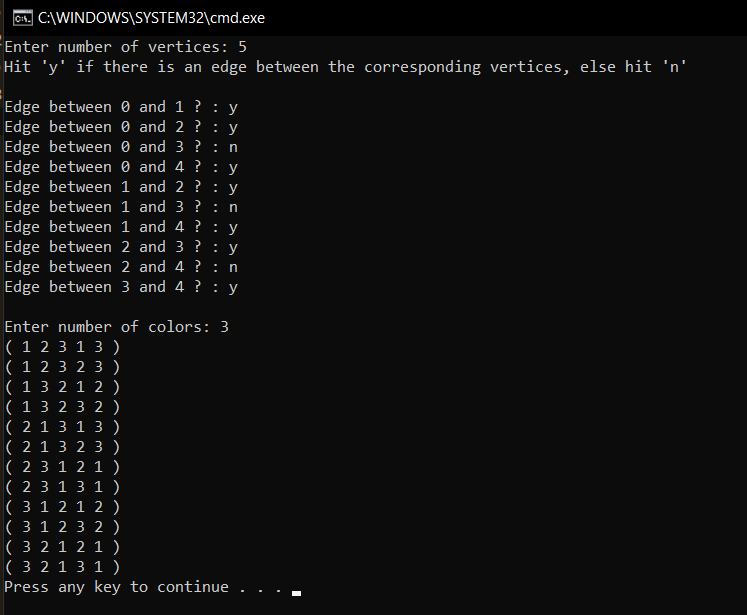 C:\WINDOWS\SYSTEM32\cmd.exe
Enter number of vertices: 5
Hit 'y' if there is an edge between the corresponding vertices, else hit 'n'
Edge between 0 and 1 ? : y
Edge between 0 and 2 ? : y
Edge between 0 and 3 ? : n
Edge between 0 and 4 ? : y
Edge between 1 and 2 ? : y
Edge between 1 and 3 ? : n
Edge between 1 and 4 ? : y
Edge between 2 and 3 ? : y
Edge between 2 and 4 ? : n
Edge between 3 and 4 ? : y
Enter number of colors: 3
( 1 2 3 1 3 )
( 1 2 3 2 3 )
( 1 3 2 1 2 )
( 1 3 2 3 2 )
( 2 1 3 1 3 )
( 2 1 3 2 3 )
( 2 3 1 2 1 )
( 2 3 1 3 1 )
( 3 1 2 1 2 )
( 3 1 2 3 2 )
( 3 2 1 2 1 )
( 3 2 1 3 1 )
Press any key to continue . . .